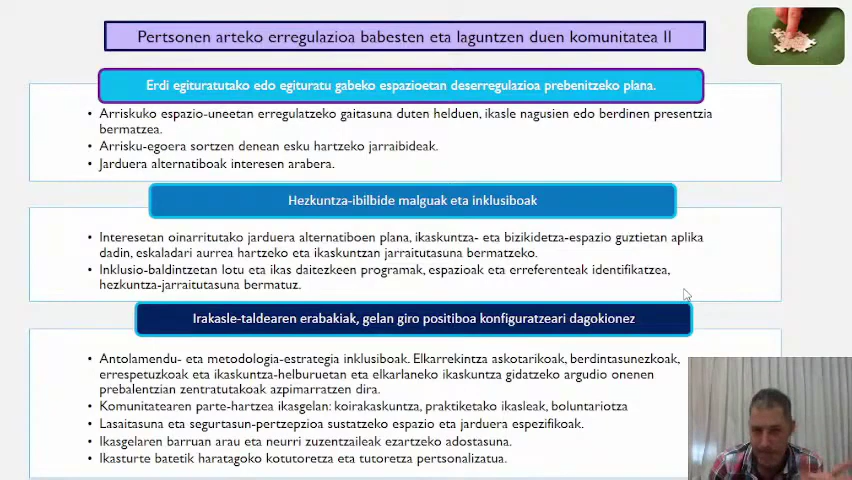 Pertsonen arteko erregulazioa babesten eta laguntzen duen komunitatea II
Erdi egituratutako edo egituratu gabeko espazioetan deserregulazioa prebenitzeko plana.
• Arriskuko espazio-uneetan erregulatzeko gaitasuna duten helduen, ikasle nagusien edo berdinen presentzia
bermatzea.
• Arrisku-egoera sortzen denean esku hartzeko jarraibideak.
• Jarduera alternatiboak interesen arabera.
Hezkuntza-ibilbide malguak eta inklusiboak
• Interesetan oinarritutako jarduera alternatiboen plana, ikaskuntza- eta bizikidetza-espazio guztietan aplika
dadin, eskaladari aurrea hartzeko eta ikaskuntzan jarraitutasuna bermatzeko.
• Inklusio-baldintzetan lotu eta ikas daitezkeen programak, espazioak eta erreferenteak identifikatzea,
hezkuntza-jarraitutasuna bermatuz.
Irakasle-taldearen erabakiak, gelan giro positiboa konfiguratzeari dagokionez
• Antolamendu- eta metodologia-estrategia inklusiboak. Elkarrekintza askotarikoak, berdintasunezkoak,
errespetuzkoak eta ikaskuntza-helburuetan eta elkarlaneko ikaskuntza gidatzeko argudio onenen
prebalentzian zentratutakoak azpimarratzen dira.
• Komunitatearen parte-hartzea ikasgelan: koirakaskuntza, praktiketako ikasleak, boluntariotza
• Lasaitasuna eta segurtasun-pertzepzioa sustatzeko espazio eta jarduera espezifikoak.
• Ikasgelaren barruan arau eta neurri zuzentzaileak ezartzeko adostasuna.
• Ikasturte batetik haratagoko kotutoretza eta tutoretza pertsonalizatua.